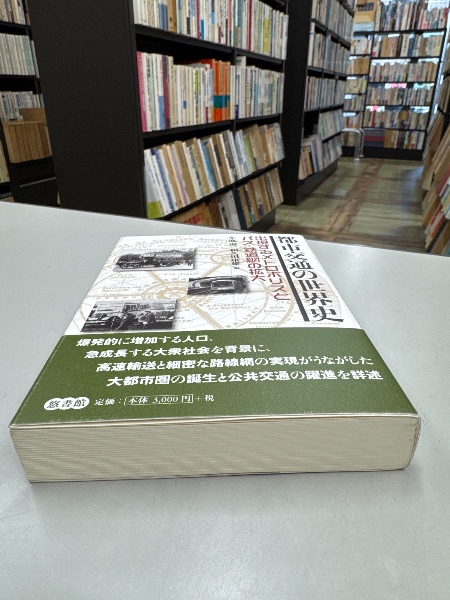 都市交通の世界史
出現するメトロポリスと
バス・鉄道網の拡大
爆発的に増加する人口、
急成長する大衆社会を背景に、
高速輸送と細密な路線網の実現がうながした
大都市圏の誕生と公共交通の躍進を詳述
悠書館
定価：本体 3,000 円+税